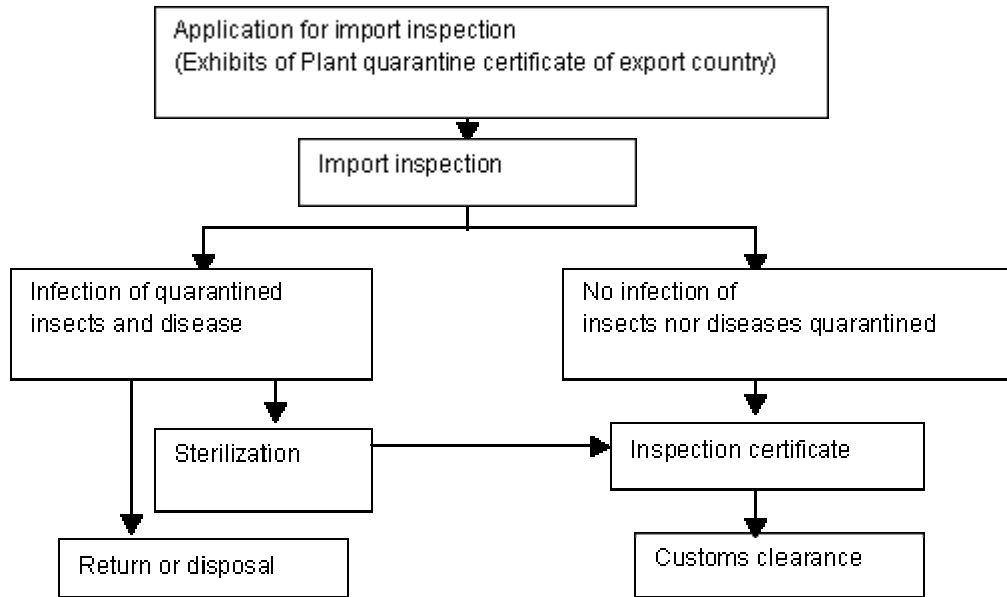 Application for import inspection
(Exhibits of Plant quarantine certificate of export country)
Import inspection
Infection of quarantined
insects and disease
No infection of
insects nor diseases quarantined
Sterilization
Inspection certificate
Return or disposal
Customs clearance